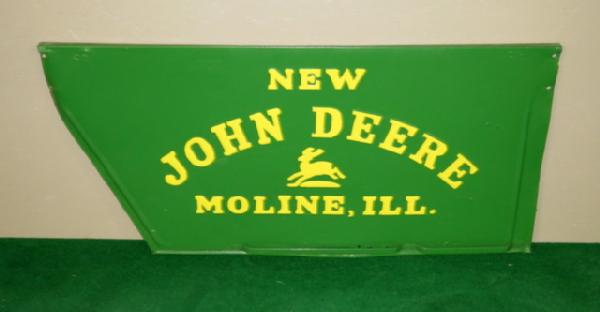 NEW
JOHN DEERE
MOLINE, ILL.